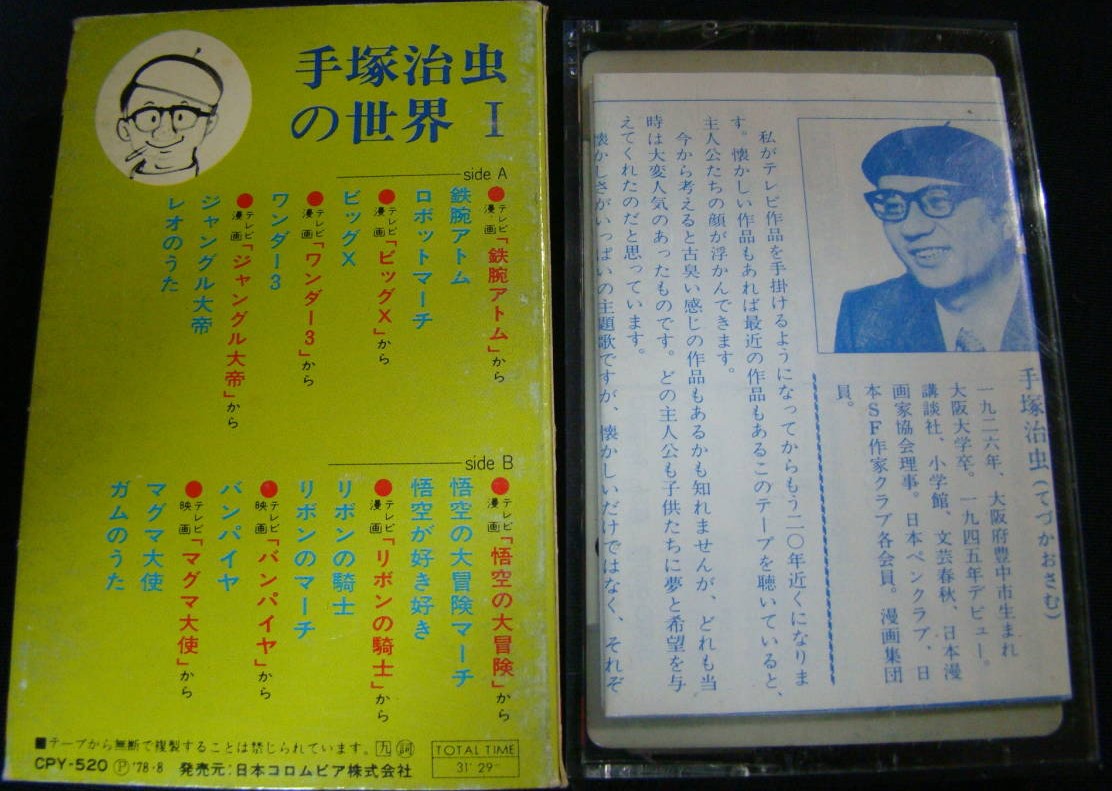 手塚治虫
の世界 I
side A
●テレビ漫画「鉄腕アトム」から
鉄腕アトム
ロボットマーチ
●テレビ漫画「ビッグX」から
ビッグX
●テレビ漫画「ワンダー3」から
ワンダー3
●テレビ漫画「ジャングル大帝」から
ジャングル大帝
レオのうた
side B
●テレビ漫画「悟空の大冒険」から
悟空の大冒険マーチ
悟空が好き好き
●テレビ漫画「リボンの騎士」から
リボンの騎士
リボンのマーチ
●テレビ映画「バンパイヤ」から
バンパイヤ
●テレビ映画「マグマ大使」から
マグマ大使
ガムのうた
■テープから無断で複製することは禁じられています。
CPY-520 Ⓟ'78・8 発売元:日本コロムビア株式会社
TOTAL TIME
31' 29"
手塚治虫(てづかおさむ)
一九二六年、大阪府豊中市生まれ
大阪大学卒。一九四五年デビュー。
講談社、小学館、文芸春秋、日本漫
画家協会理事。日本ペンクラブ、日
本SF作家クラブ各会員。漫画集団
員。
私がテレビ作品を手掛けるようになってからもう二〇年近くになりま
す。懐かしい作品もあれば最近の作品もあるこのテープを聴いていると、
主人公たちの顔が浮かんできます。
今から考えると古臭い感じの作品もあるかも知れませんが、どれも当
時は大変人気のあったものです。どの主人公も子供たちに夢と希望を与
えてくれたのだと思っています。
懐かしさがいっぱいの主題歌ですが、懐かしいだけではなく、それぞ